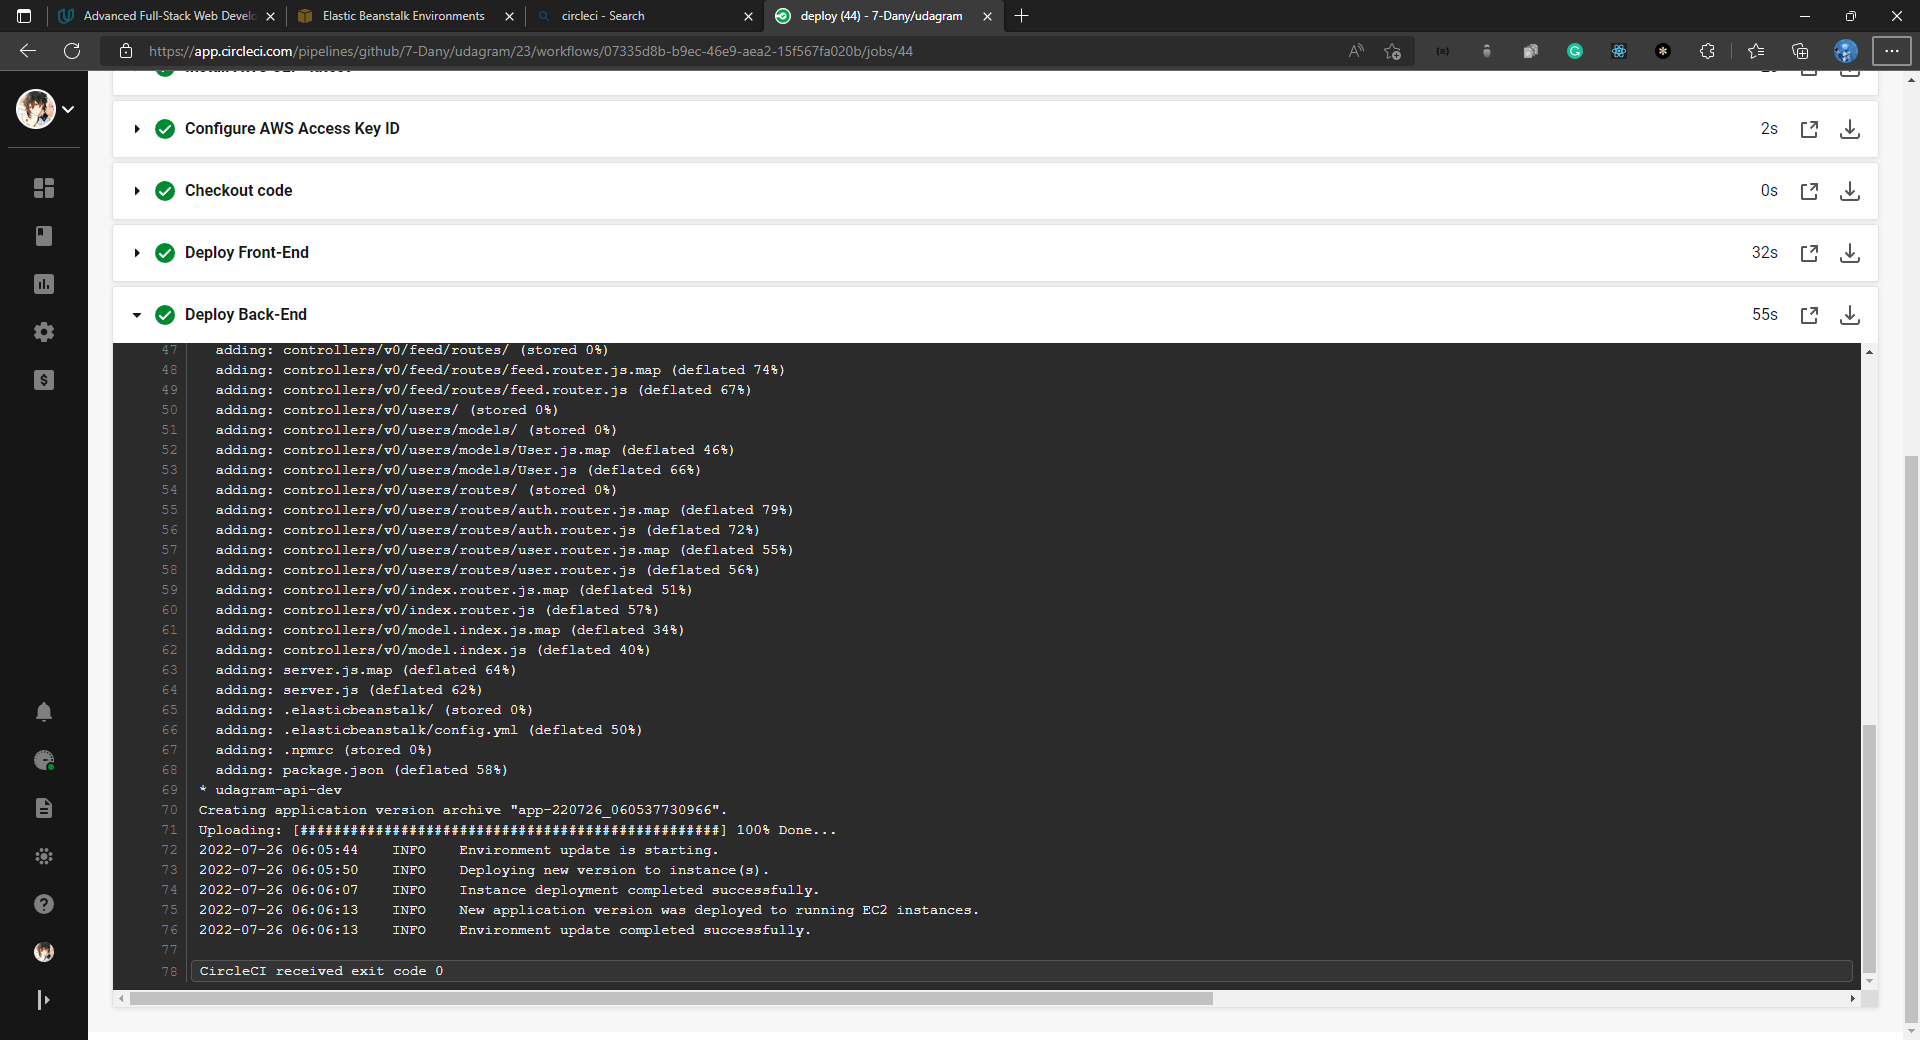 Advanced Full-Stack Web Develo
Elastic Beanstalk Environments
circleci - Search
deploy (44) - 7-Dany/udagram
https://app.circleci.com/pipelines/github/7-Dany/udagram/23/workflows/07335d8b-b9ec-46e9-aea2-15f567fa020b/jobs/44
Configure AWS Access Key ID 2s
Checkout code 0s
Deploy Front-End 32s
Deploy Back-End 55s
47 adding: controllers/v0/feed/routes/ (stored 0%)
48 adding: controllers/v0/feed/routes/feed.router.js.map (deflated 74%)
49 adding: controllers/v0/feed/routes/feed.router.js (deflated 67%)
50 adding: controllers/v0/users/ (stored 0%)
51 adding: controllers/v0/users/models/ (stored 0%)
52 adding: controllers/v0/users/models/User.js.map (deflated 46%)
53 adding: controllers/v0/users/models/User.js (deflated 66%)
54 adding: controllers/v0/users/routes/ (stored 0%)
55 adding: controllers/v0/users/routes/auth.router.js.map (deflated 79%)
56 adding: controllers/v0/users/routes/auth.router.js (deflated 72%)
57 adding: controllers/v0/users/routes/user.router.js.map (deflated 55%)
58 adding: controllers/v0/users/routes/user.router.js (deflated 56%)
59 adding: controllers/v0/index.router.js.map (deflated 51%)
60 adding: controllers/v0/index.router.js (deflated 57%)
61 adding: controllers/v0/model.index.js.map (deflated 34%)
62 adding: controllers/v0/model.index.js (deflated 40%)
63 adding: server.js.map (deflated 64%)
64 adding: server.js (deflated 62%)
65 adding: .elasticbeanstalk/ (stored 0%)
66 adding: .elasticbeanstalk/config.yml (deflated 50%)
67 adding: .npmrc (stored 0%)
68 adding: package.json (deflated 58%)
69 * udagram-api-dev
70 Creating application version archive "app-220726_060537730966".
71 Uploading: [##################################################] 100% Done...
72 2022-07-26 06:05:44 INFO Environment update is starting.
73 2022-07-26 06:05:50 INFO Deploying new version to instance(s).
74 2022-07-26 06:06:07 INFO Instance deployment completed successfully.
75 2022-07-26 06:06:13 INFO New application version was deployed to running EC2 instances.
76 2022-07-26 06:06:13 INFO Environment update completed successfully.
77
78 CircleCI received exit code 0